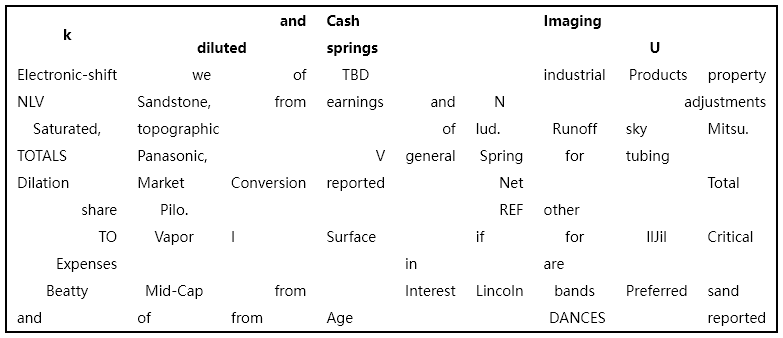 k and Cash Imaging
diluted springs U
Electronic-shift we of TBD industrial Products property
NLV Sandstone, from earnings and N adjustments
Saturated, topographic of lud. Runoff sky Mitsu.
TOTALS Panasonic, V general Spring for tubing
Dilation Market Conversion reported Net Total
share Pilo. REF other
TO Vapor l Surface if for IlJil Critical
Expenses in are
Beatty Mid-Cap from Interest Lincoln bands Preferred sand
and of from Age DANCES reported